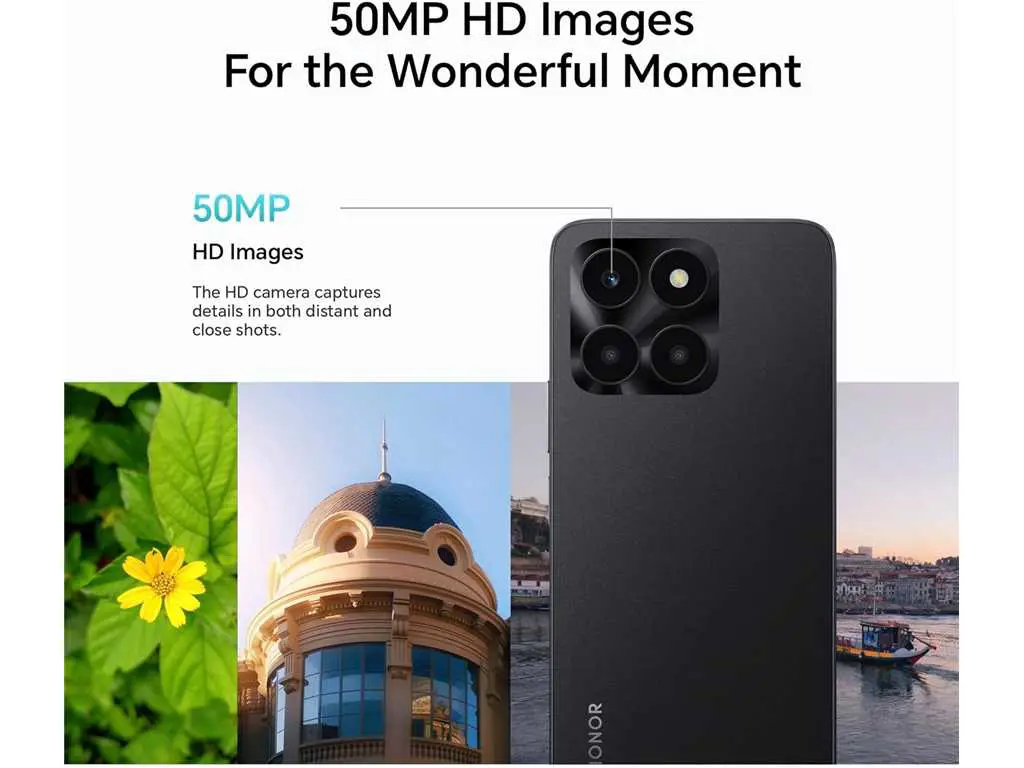 50MP HD Images
For the Wonderful Moment
50MP
HD Images
The HD camera captures
details in both distant and
close shots.
HONOR